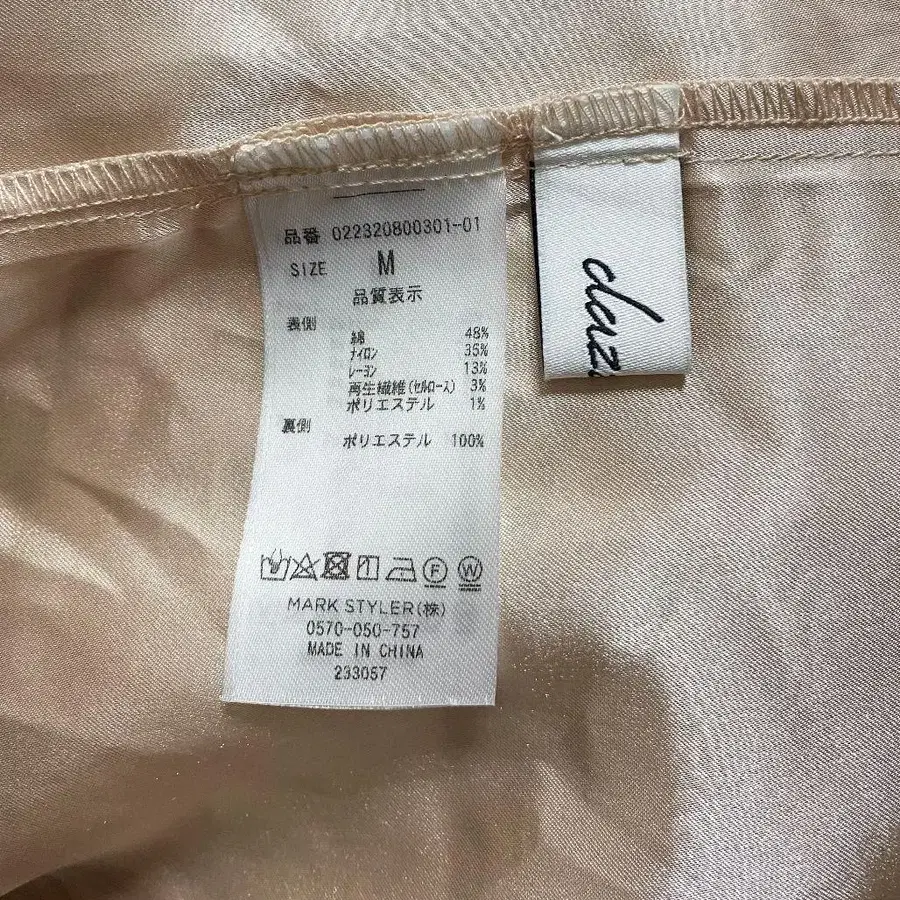 品番 022320800301-01
SIZE M
品質表示
表側
綿 48%
ナイロン 35%
レーヨン 13%
再生繊維(セルロース) 3%
ポリエステル 1%
裏側
ポリエステル 100%
F W
MARK STYLER(株)
0570-050-757
MADE IN CHINA
233057